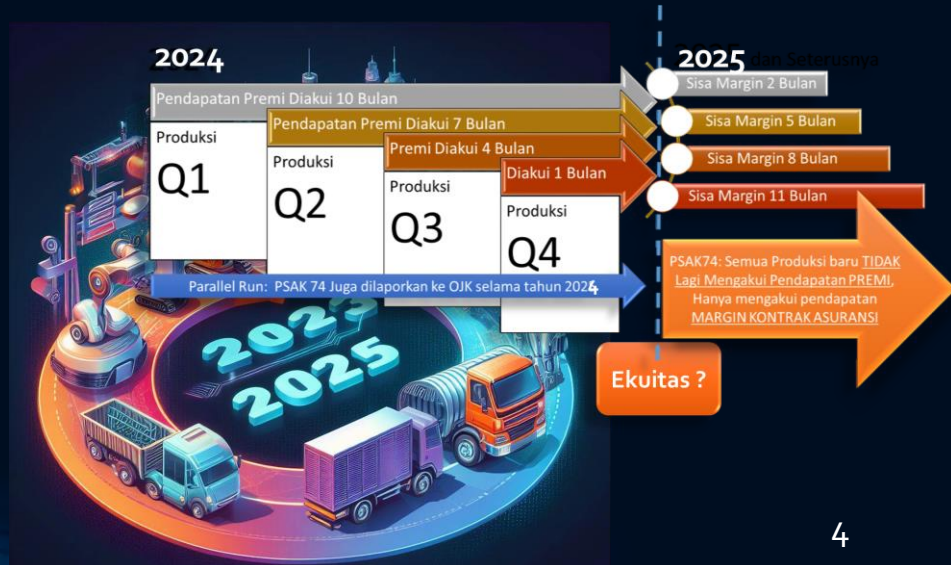 2024
2025 dan Seterusnya
Pendapatan Premi Diakui 10 Bulan
Sisa Margin 2 Bulan
Produksi
Q1
Pendapatan Premi Diakui 7 Bulan
Sisa Margin 5 Bulan
Produksi
Q2
Premi Diakui 4 Bulan
Sisa Margin 8 Bulan
Produksi
Q3
Diakui 1 Bulan
Sisa Margin 11 Bulan
Produksi
Q4
Parallel Run: PSAK 74 Juga dilaporkan ke OJK selama tahun 2024
PSAK74: Semua Produksi baru TIDAK
Lagi Mengakui Pendapatan PREMI,
Hanya mengakui pendapatan
MARGIN KONTRAK ASURANSI
Ekuitas ?
2023
2025
4